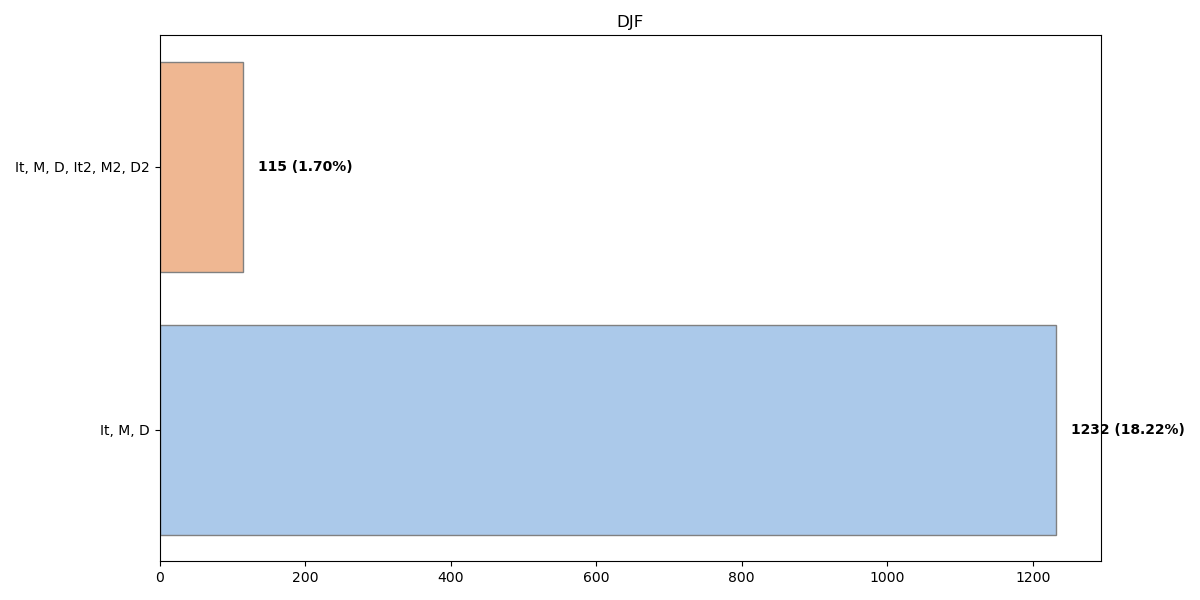 DJF
It, M, D, It2, M2, D2
115 (1.70%)
It, M, D
1232 (18.22%)
0 200 400 600 800 1000 1200